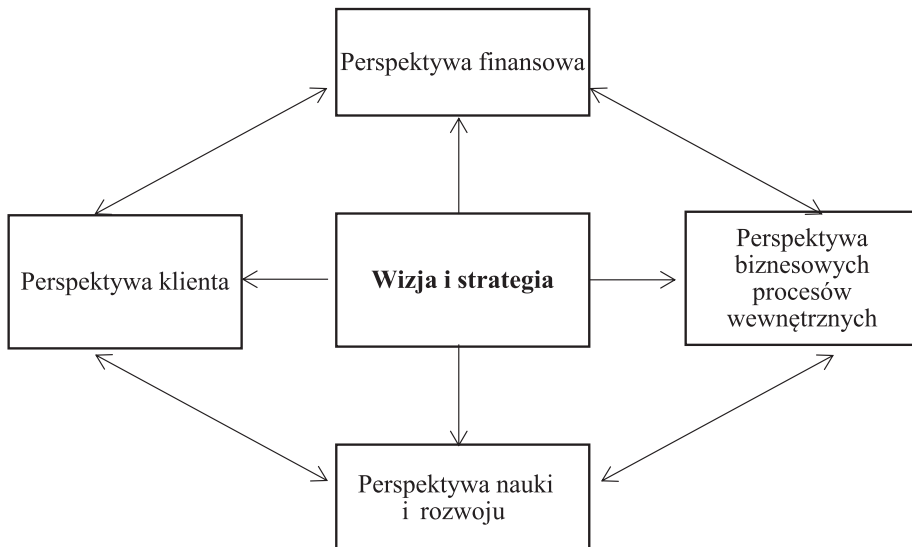 Perspektywa finansowa
Perspektywa klienta
Wizja i strategia
Perspektywa
biznesowych
procesów
wewnętrznych
Perspektywa nauki
i rozwoju